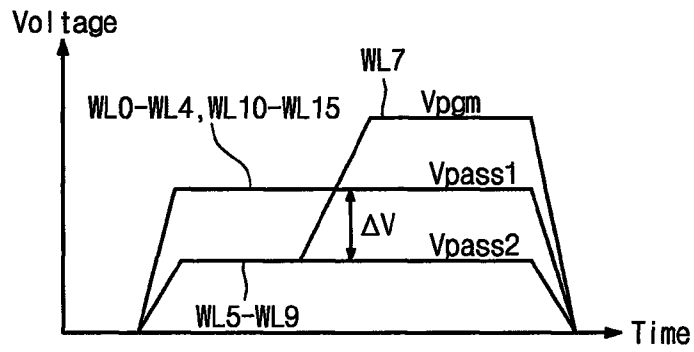 Voltage
WL7
WL0-WL4,WL10-WL15
Vpgm
Vpass1
ΔV
Vpass2
WL5-WL9
Time